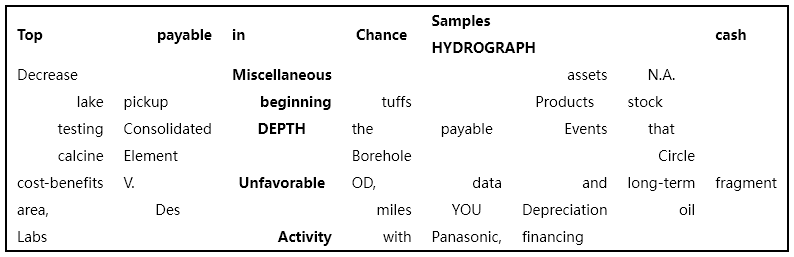 Top payable in Chance Samples HYDROGRAPH cash
Decrease Miscellaneous assets N.A.
lake pickup beginning tuffs Products stock
testing Consolidated DEPTH the payable Events that
calcine Element Borehole Circle
cost-benefits V. Unfavorable OD, data and long-term fragment
area, Des miles YOU Depreciation oil
Labs Activity with Panasonic, financing